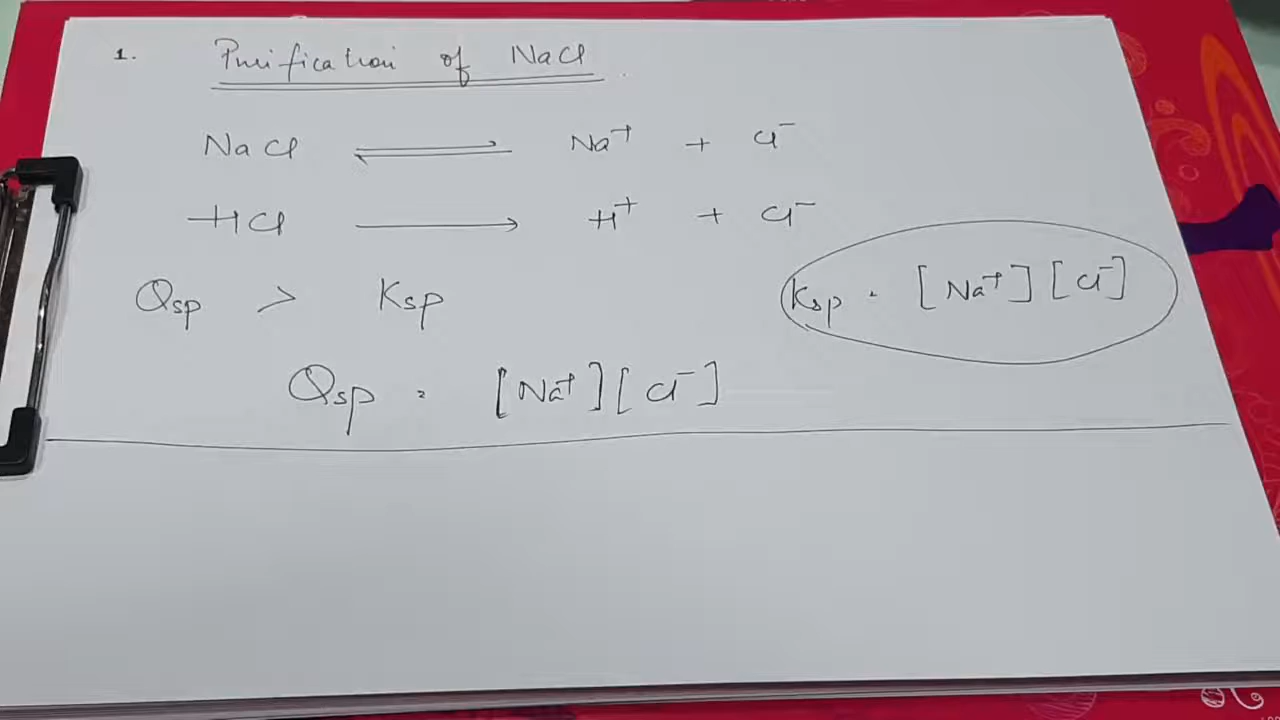 1. Purification of NaCl
NaCl ⇌ Na⁺ + Cl⁻
HCl ⟶ H⁺ + Cl⁻
Qsp > Ksp
Ksp = [Na⁺][Cl⁻]
Qsp = [Na⁺][Cl⁻]